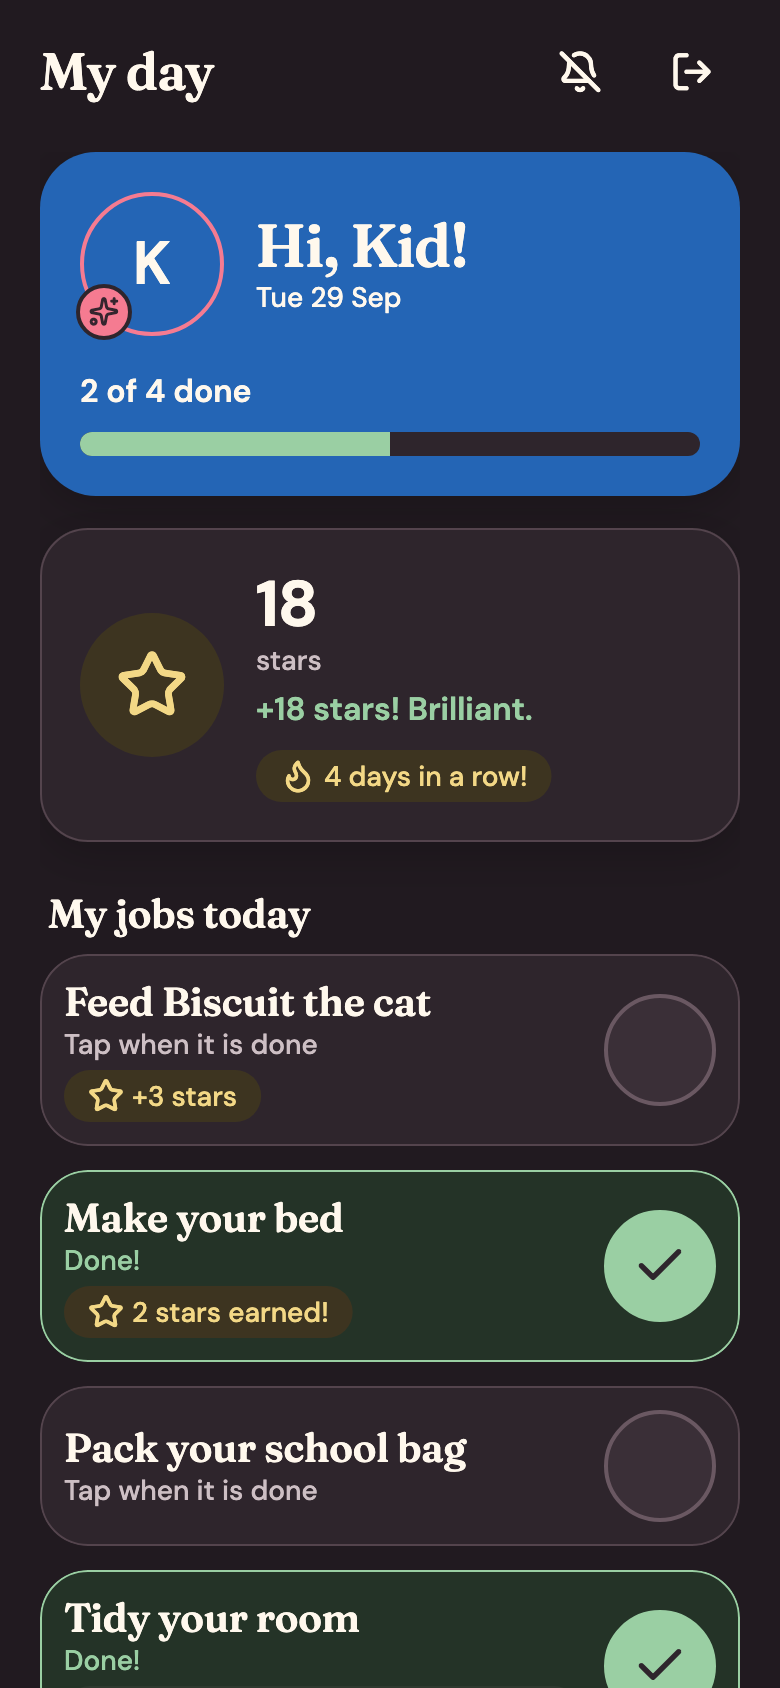 My day
K
Hi, Kid!
Tue 29 Sep
2 of 4 done
18
stars
+18 stars! Brilliant.
4 days in a row!
My jobs today
Feed Biscuit the cat
Tap when it is done
+3 stars
Make your bed
Done!
2 stars earned!
Pack your school bag
Tap when it is done
Tidy your room
Done!